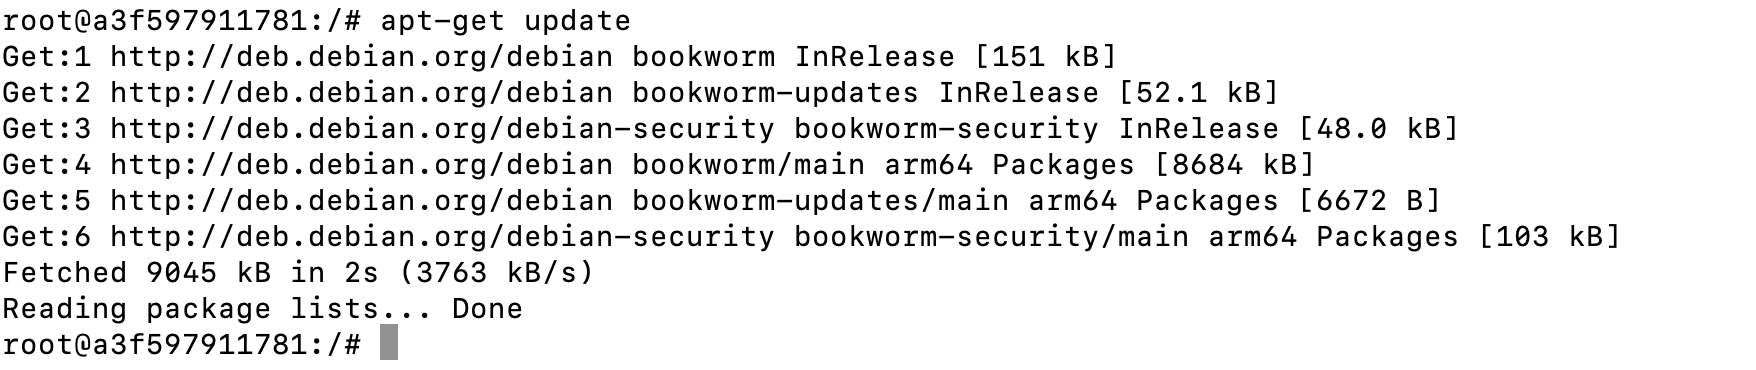 root@a3f597911781:/# apt-get update
Get:1 http://deb.debian.org/debian bookworm InRelease [151 kB]
Get:2 http://deb.debian.org/debian bookworm-updates InRelease [52.1 kB]
Get:3 http://deb.debian.org/debian-security bookworm-security InRelease [48.0 kB]
Get:4 http://deb.debian.org/debian bookworm/main arm64 Packages [8684 kB]
Get:5 http://deb.debian.org/debian bookworm-updates/main arm64 Packages [6672 B]
Get:6 http://deb.debian.org/debian-security bookworm-security/main arm64 Packages [103 kB]
Fetched 9045 kB in 2s (3763 kB/s)
Reading package lists... Done
root@a3f597911781:/#